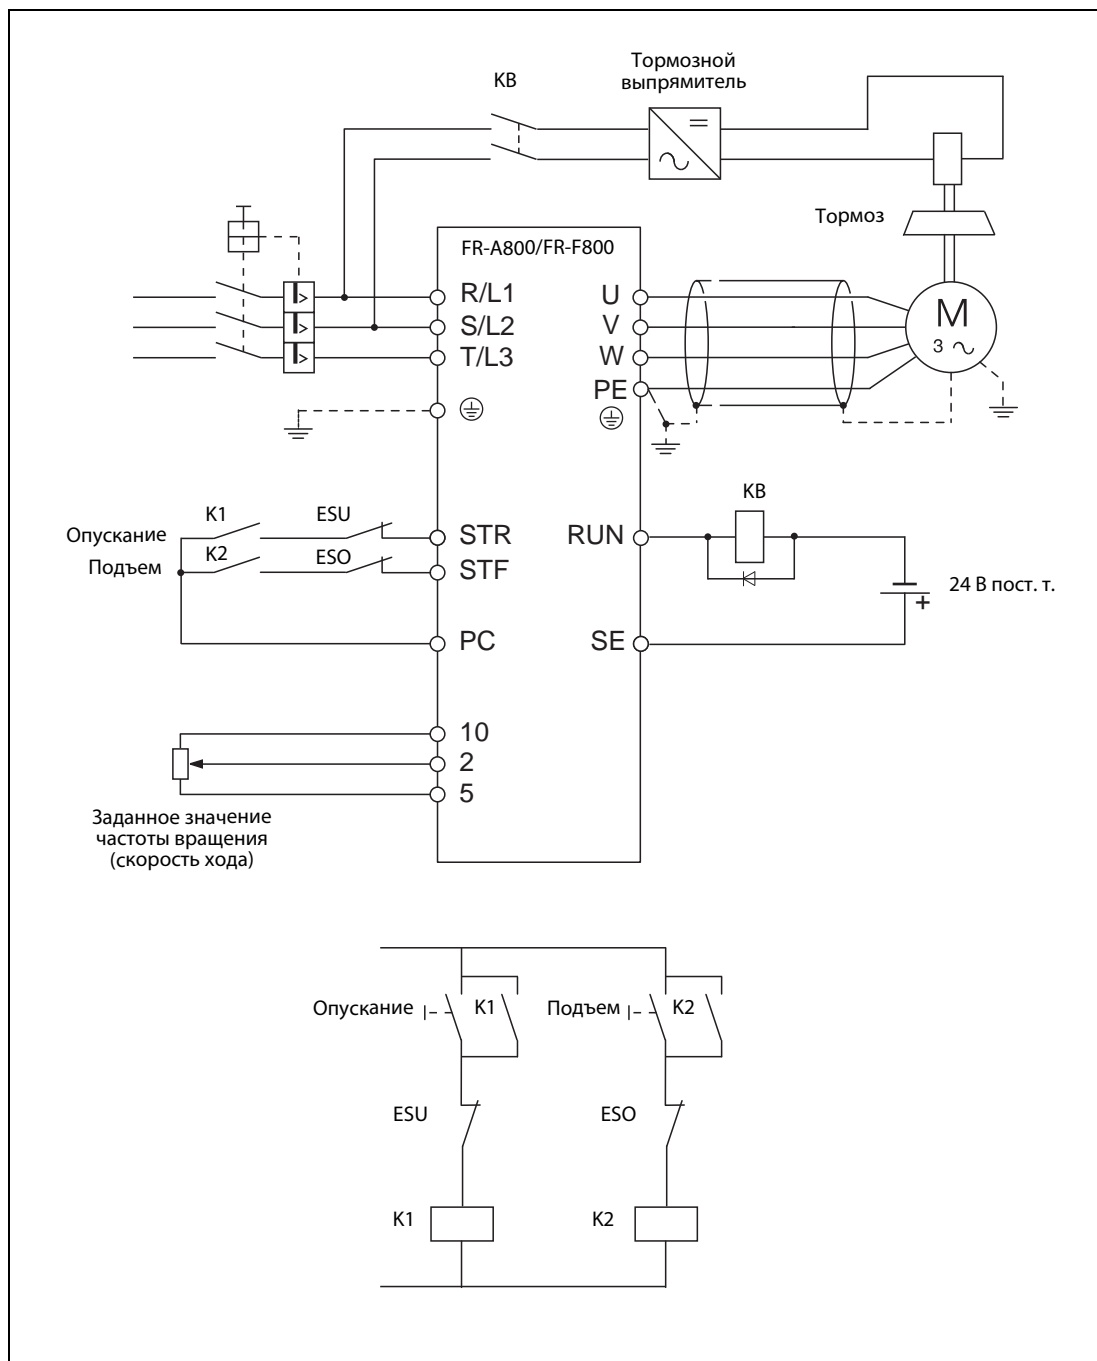 Тормозной
выпрямитель
KB
Тормоз
FR-A800/FR-F800
R/L1
S/L2
T/L3
U
V
W
PE
M
3
K1
ESU
Опускание
K2
ESO
Подъем
STR
STF
PC
RUN
SE
KB
24 В пост. т.
+
10
2
5
Заданное значение
частоты вращения
(скорость хода)
Опускание
K1
Подъем
K2
ESU
ESO
K1
K2